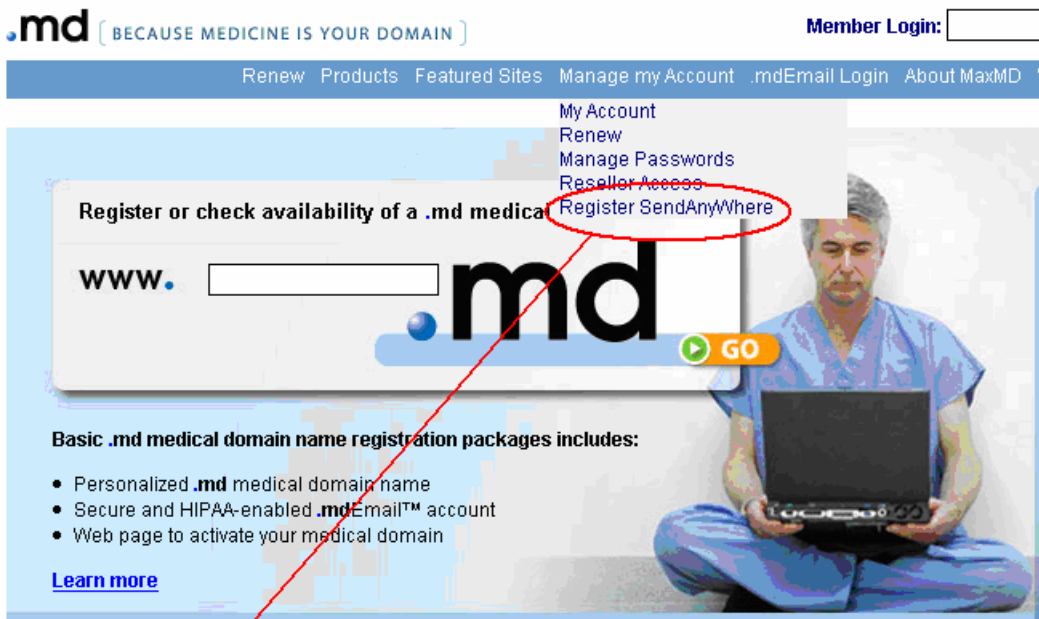 .md [ BECAUSE MEDICINE IS YOUR DOMAIN ]
Member Login:
Renew Products Featured Sites Manage my Account .mdEmail Login About MaxMD
My Account
Renew
Manage Passwords
Reseller Access
Register SendAnyWhere
Register or check availability of a .md medical
www. .md
GO
Basic .md medical domain name registration packages includes:
• Personalized .md medical domain name
• Secure and HIPAA-enabled .mdEmail™ account
• Web page to activate your medical domain
Learn more